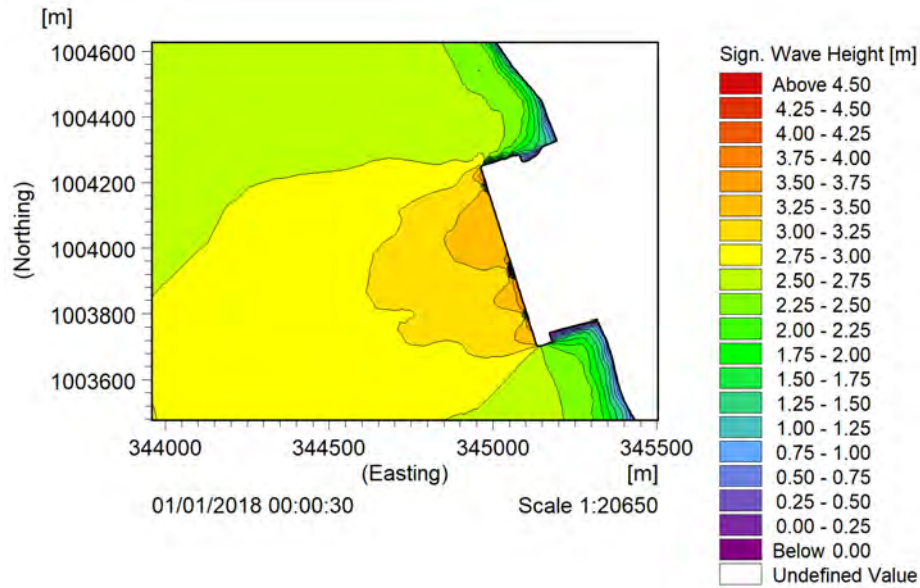 [m]
1004600
1004400
1004200
1004000
1003800
1003600
(Northing)
344000 344500 345000 345500
(Easting) [m]
01/01/2018 00:00:30 Scale 1:20650
Sign. Wave Height [m]
Above 4.50
4.25 - 4.50
4.00 - 4.25
3.75 - 4.00
3.50 - 3.75
3.25 - 3.50
3.00 - 3.25
2.75 - 3.00
2.50 - 2.75
2.25 - 2.50
2.00 - 2.25
1.75 - 2.00
1.50 - 1.75
1.25 - 1.50
1.00 - 1.25
0.75 - 1.00
0.50 - 0.75
0.25 - 0.50
0.00 - 0.25
Below 0.00
Undefined Value